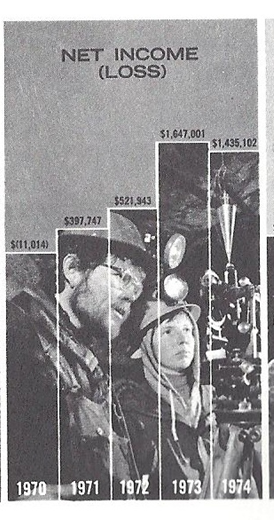 NET INCOME
(LOSS)
$1,647,001
$1,435,102
$521,943
$397,747
$(11,014)
1970 1971 1972 1973 1974